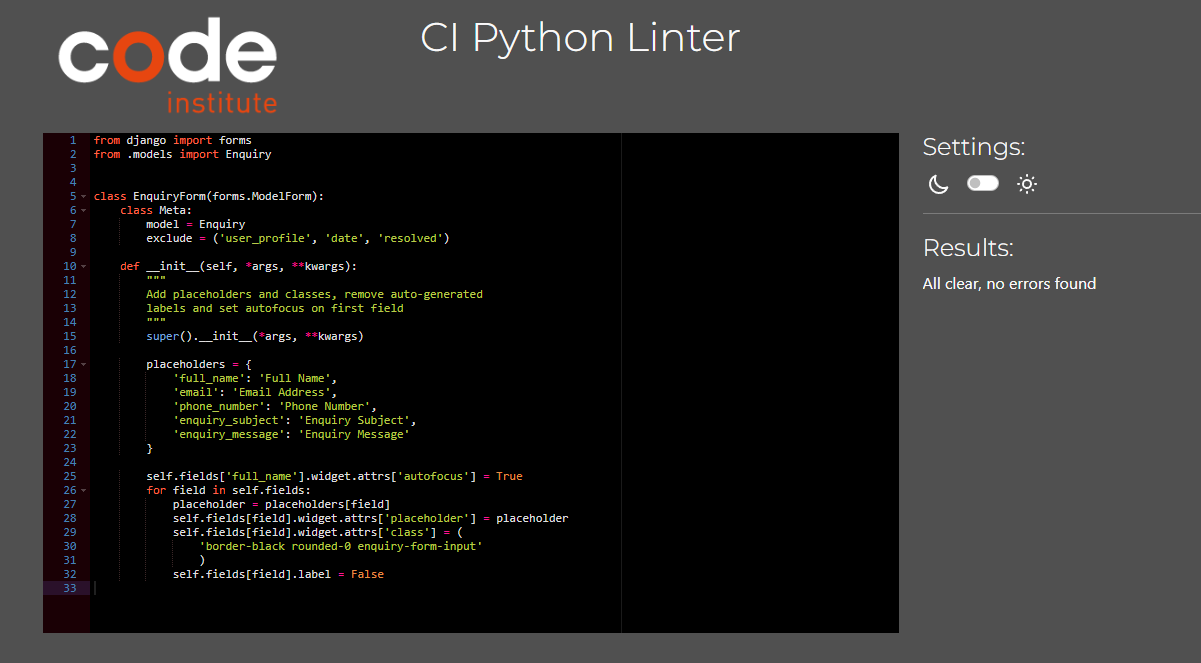 code
institute
CI Python Linter
1 from django import forms
2 from .models import Enquiry
3
4
5 class EnquiryForm(forms.ModelForm):
6     class Meta:
7         model = Enquiry
8         exclude = ('user_profile', 'date', 'resolved')
9
10     def __init__(self, *args, **kwargs):
11         """
12         Add placeholders and classes, remove auto-generated
13         labels and set autofocus on first field
14         """
15         super().__init__(*args, **kwargs)
16
17         placeholders = {
18             'full_name': 'Full Name',
19             'email': 'Email Address',
20             'phone_number': 'Phone Number',
21             'enquiry_subject': 'Enquiry Subject',
22             'enquiry_message': 'Enquiry Message'
23         }
24
25         self.fields['full_name'].widget.attrs['autofocus'] = True
26         for field in self.fields:
27             placeholder = placeholders[field]
28             self.fields[field].widget.attrs['placeholder'] = placeholder
29             self.fields[field].widget.attrs['class'] = (
30                 'border-black rounded-0 enquiry-form-input'
31                 )
32             self.fields[field].label = False
33
Settings:
Results:
All clear, no errors found